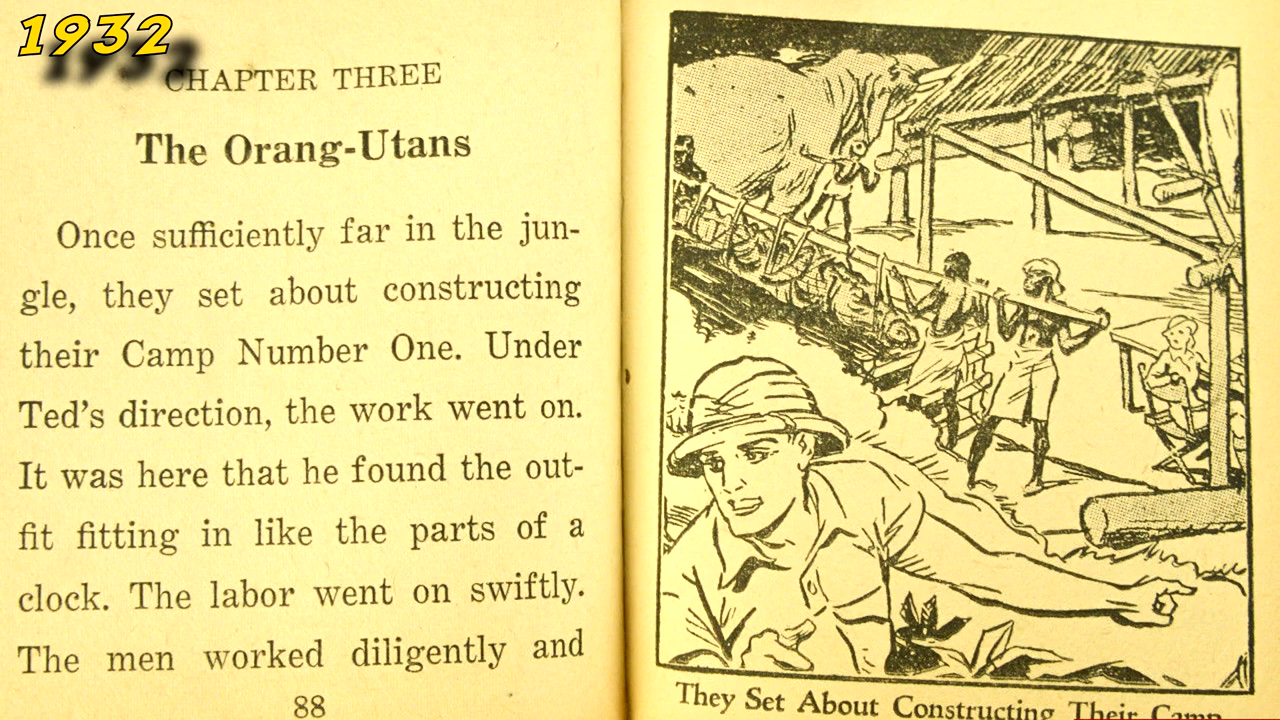 1932
CHAPTER THREE
The Orang-Utans
Once sufficiently far in the jun-
gle, they set about constructing
their Camp Number One. Under
Ted's direction, the work went on.
It was here that he found the out-
fit fitting in like the parts of a
clock. The labor went on swiftly.
The men worked diligently and
88
They Set About Constructing Their Camp